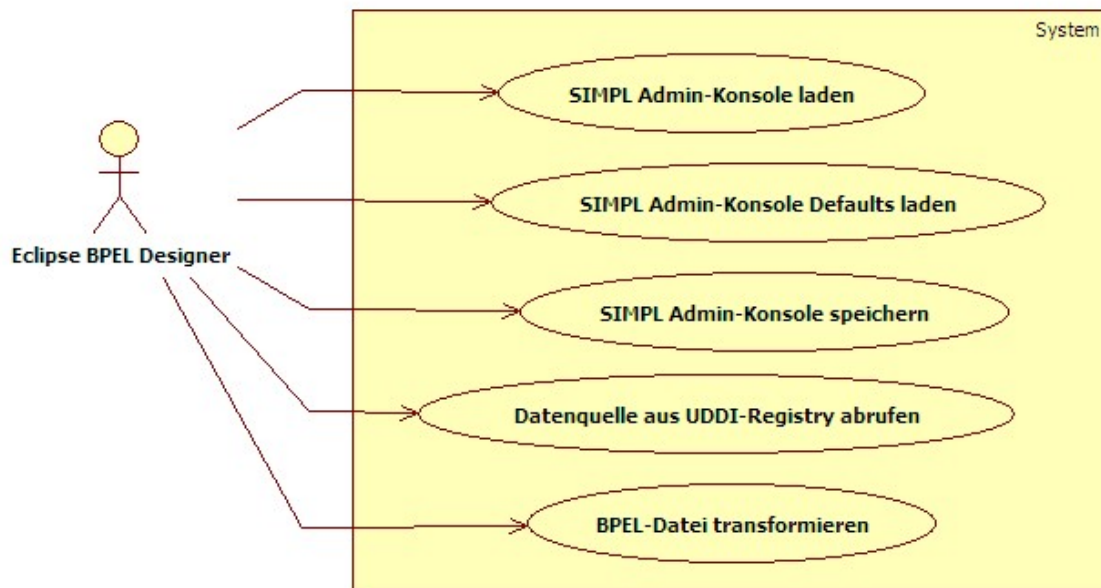 System
SIMPL Admin-Konsole laden
SIMPL Admin-Konsole Defaults laden
Eclipse BPEL Designer
SIMPL Admin-Konsole speichern
Datenquelle aus UDDI-Registry abrufen
BPEL-Datei transformieren